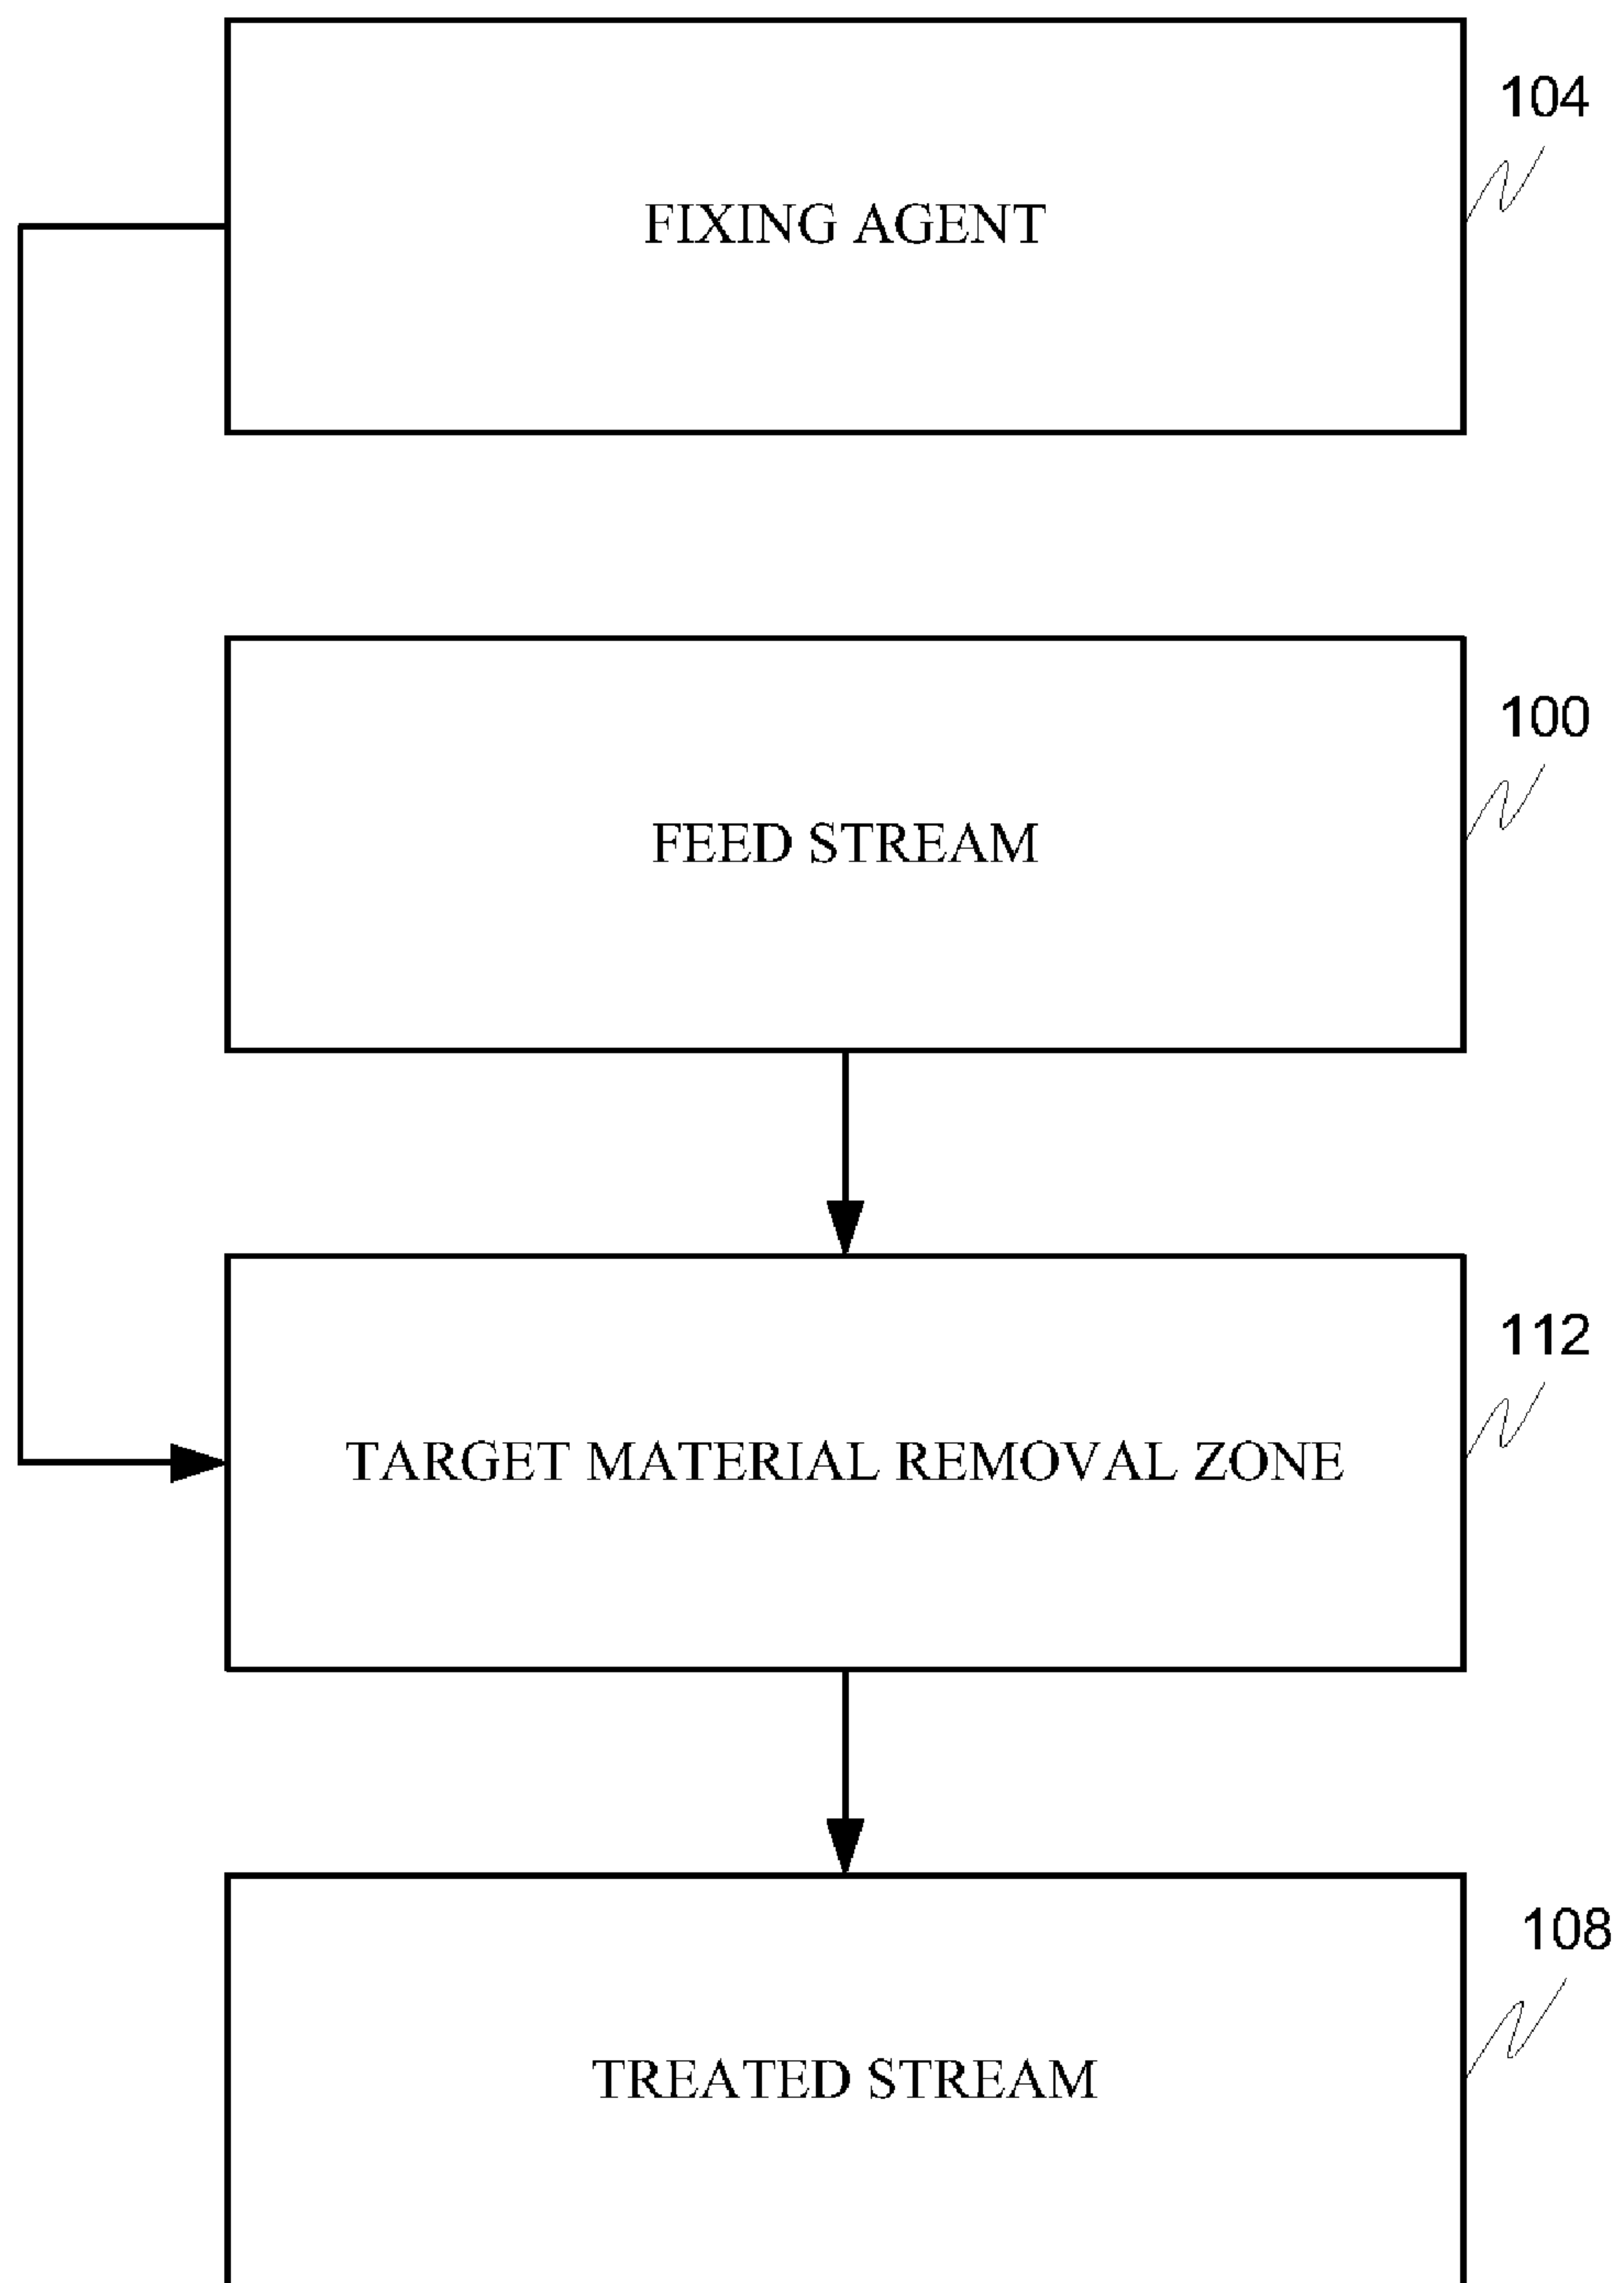 104
FIXING AGENT
100
FEED STREAM
112
TARGET MATERIAL REMOVAL ZONE
108
TREATED STREAM